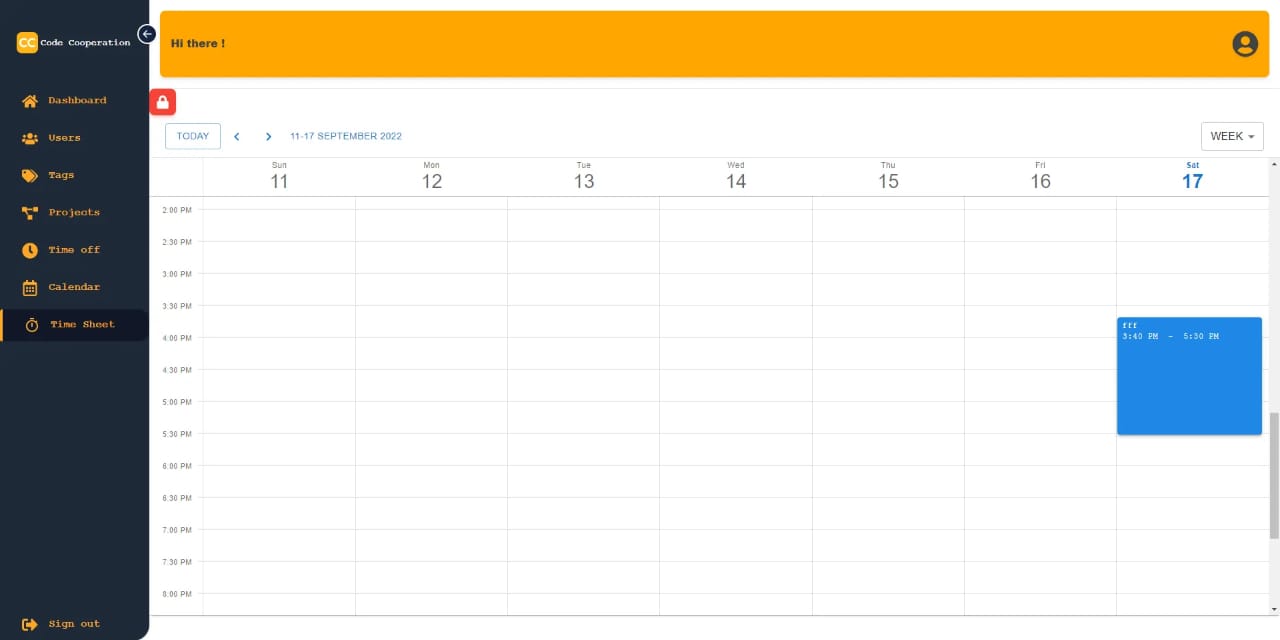 CC Code Cooperation
Hi there !
Dashboard
Users
Tags
Projects
Time off
Calendar
Time Sheet
Sign out
TODAY
11-17 SEPTEMBER 2022
WEEK
Sun Mon Tue Wed Thu Fri Sat
11 12 13 14 15 16 17
2:00 PM
2:30 PM
3:00 PM
3:30 PM
4:00 PM
4:30 PM
5:00 PM
5:30 PM
6:00 PM
6:30 PM
7:00 PM
7:30 PM
8:00 PM
fff
3:40 PM - 5:30 PM